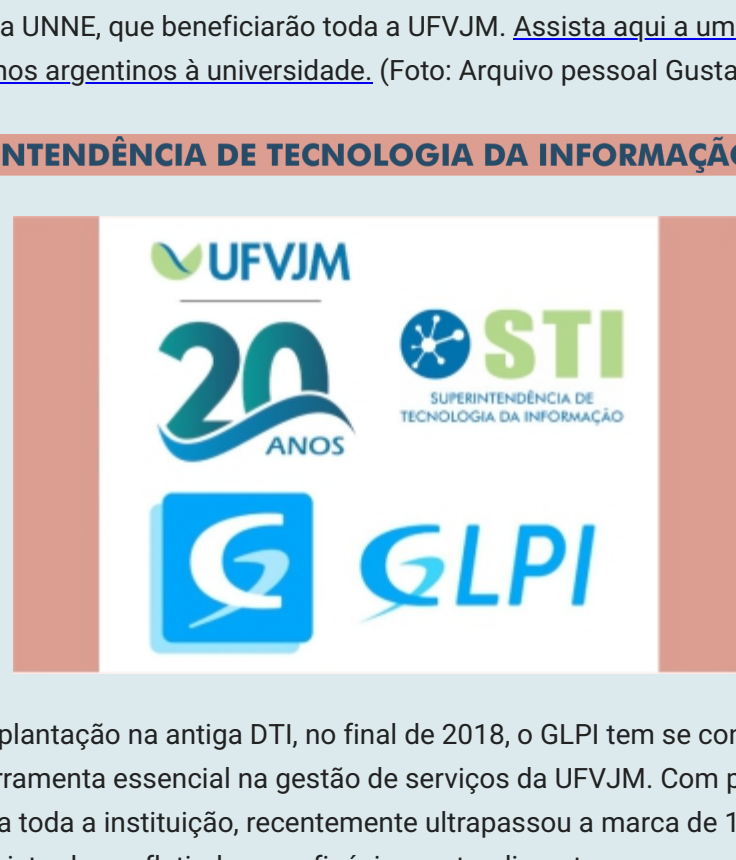 a UNNE, que beneficiarão toda a UFVJM. Assista aqui a um
nos argentinos à universidade. (Foto: Arquivo pessoal Gusta
NTENDÊNCIA DE TECNOLOGIA DA INFORMAÇÃO
UFVJM
20
ANOS
STI
SUPERINTENDÊNCIA DE
TECNOLOGIA DA INFORMAÇÃO
GLPI
plantação na antiga DTI, no final de 2018, o GLPI tem se con
rramenta essencial na gestão de serviços da UFVJM. Com p
a toda a instituição, recentemente ultrapassou a marca de 1